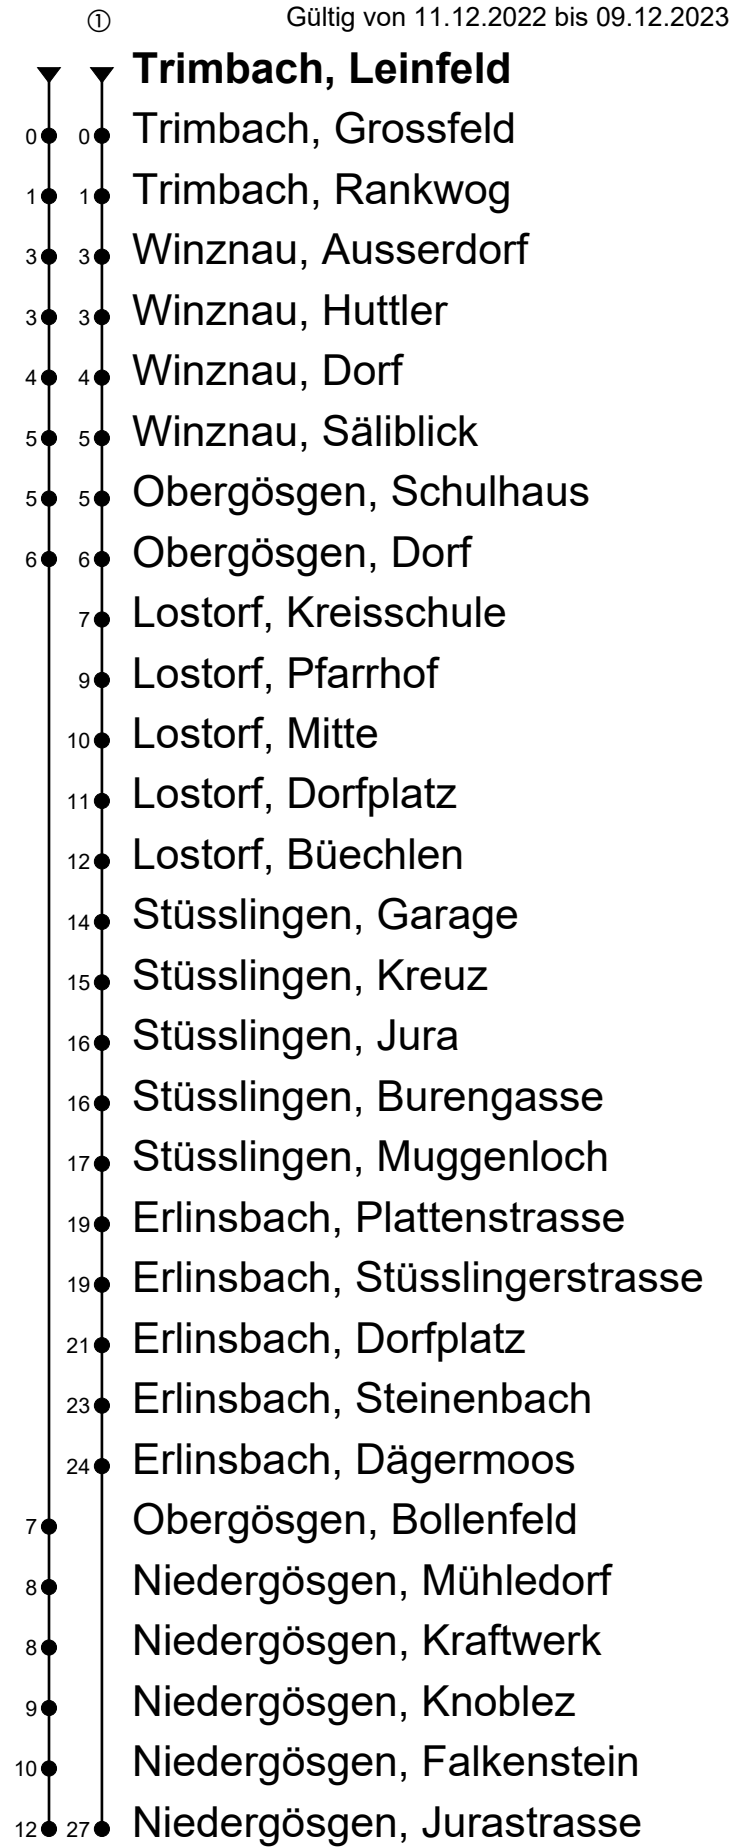 ① Gültig von 11.12.2022 bis 09.12.2023
Trimbach, Leinfeld
0 0 Trimbach, Grossfeld
1 1 Trimbach, Rankwog
3 3 Winznau, Ausserdorf
3 3 Winznau, Huttler
4 4 Winznau, Dorf
5 5 Winznau, Säliblick
5 5 Obergösgen, Schulhaus
6 6 Obergösgen, Dorf
7 Lostorf, Kreisschule
9 Lostorf, Pfarrhof
10 Lostorf, Mitte
11 Lostorf, Dorfplatz
12 Lostorf, Büechlen
14 Stüsslingen, Garage
15 Stüsslingen, Kreuz
16 Stüsslingen, Jura
16 Stüsslingen, Burengasse
17 Stüsslingen, Muggenloch
19 Erlinsbach, Plattenstrasse
19 Erlinsbach, Stüsslingerstrasse
21 Erlinsbach, Dorfplatz
23 Erlinsbach, Steinenbach
24 Erlinsbach, Dägermoos
7 Obergösgen, Bollenfeld
8 Niedergösgen, Mühledorf
8 Niedergösgen, Kraftwerk
9 Niedergösgen, Knoblez
10 Niedergösgen, Falkenstein
12 27 Niedergösgen, Jurastrasse